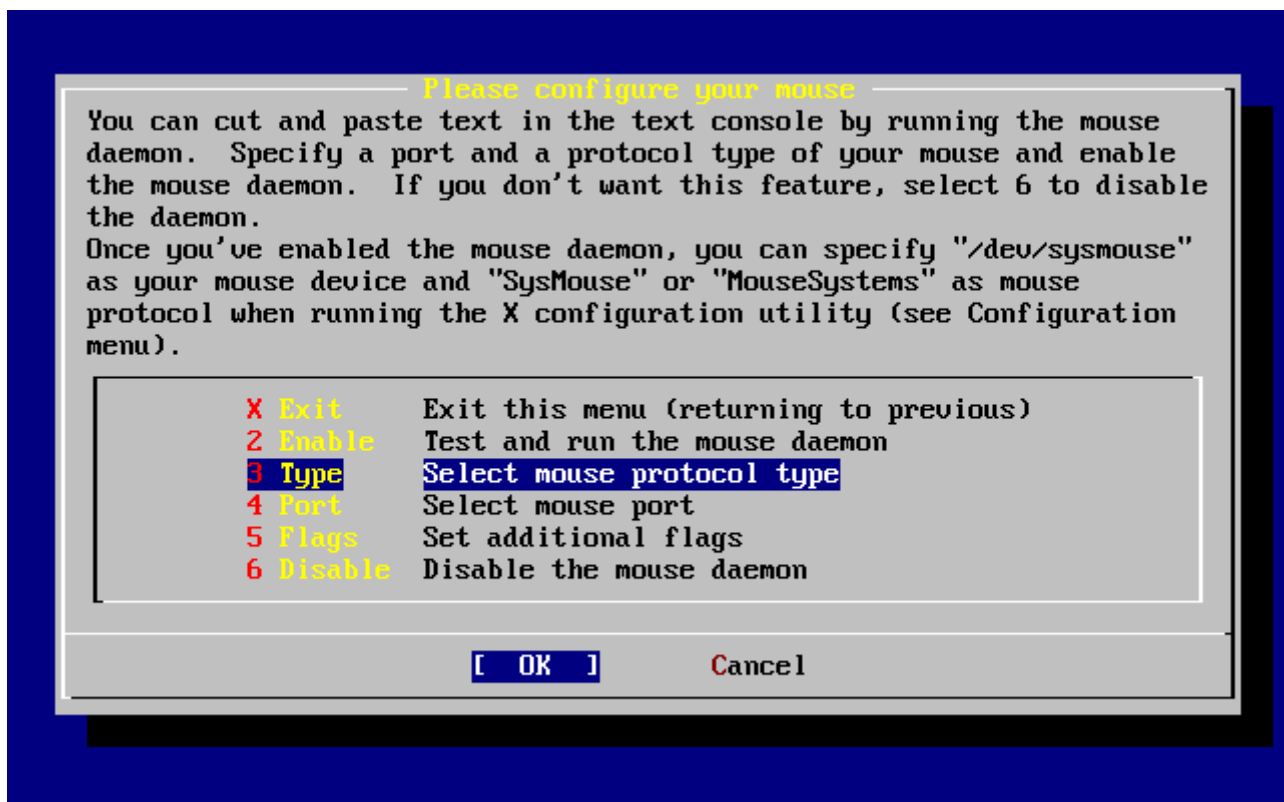 Please configure your mouse
You can cut and paste text in the text console by running the mouse
daemon.  Specify a port and a protocol type of your mouse and enable
the mouse daemon.  If you don't want this feature, select 6 to disable
the daemon.
Once you've enabled the mouse daemon, you can specify "/dev/sysmouse"
as your mouse device and "SysMouse" or "MouseSystems" as mouse
protocol when running the X configuration utility (see Configuration
menu).
X Exit     Exit this menu (returning to previous)
2 Enable   Test and run the mouse daemon
3 Type     Select mouse protocol type
4 Port     Select mouse port
5 Flags    Set additional flags
6 Disable  Disable the mouse daemon
[  OK  ]       Cancel